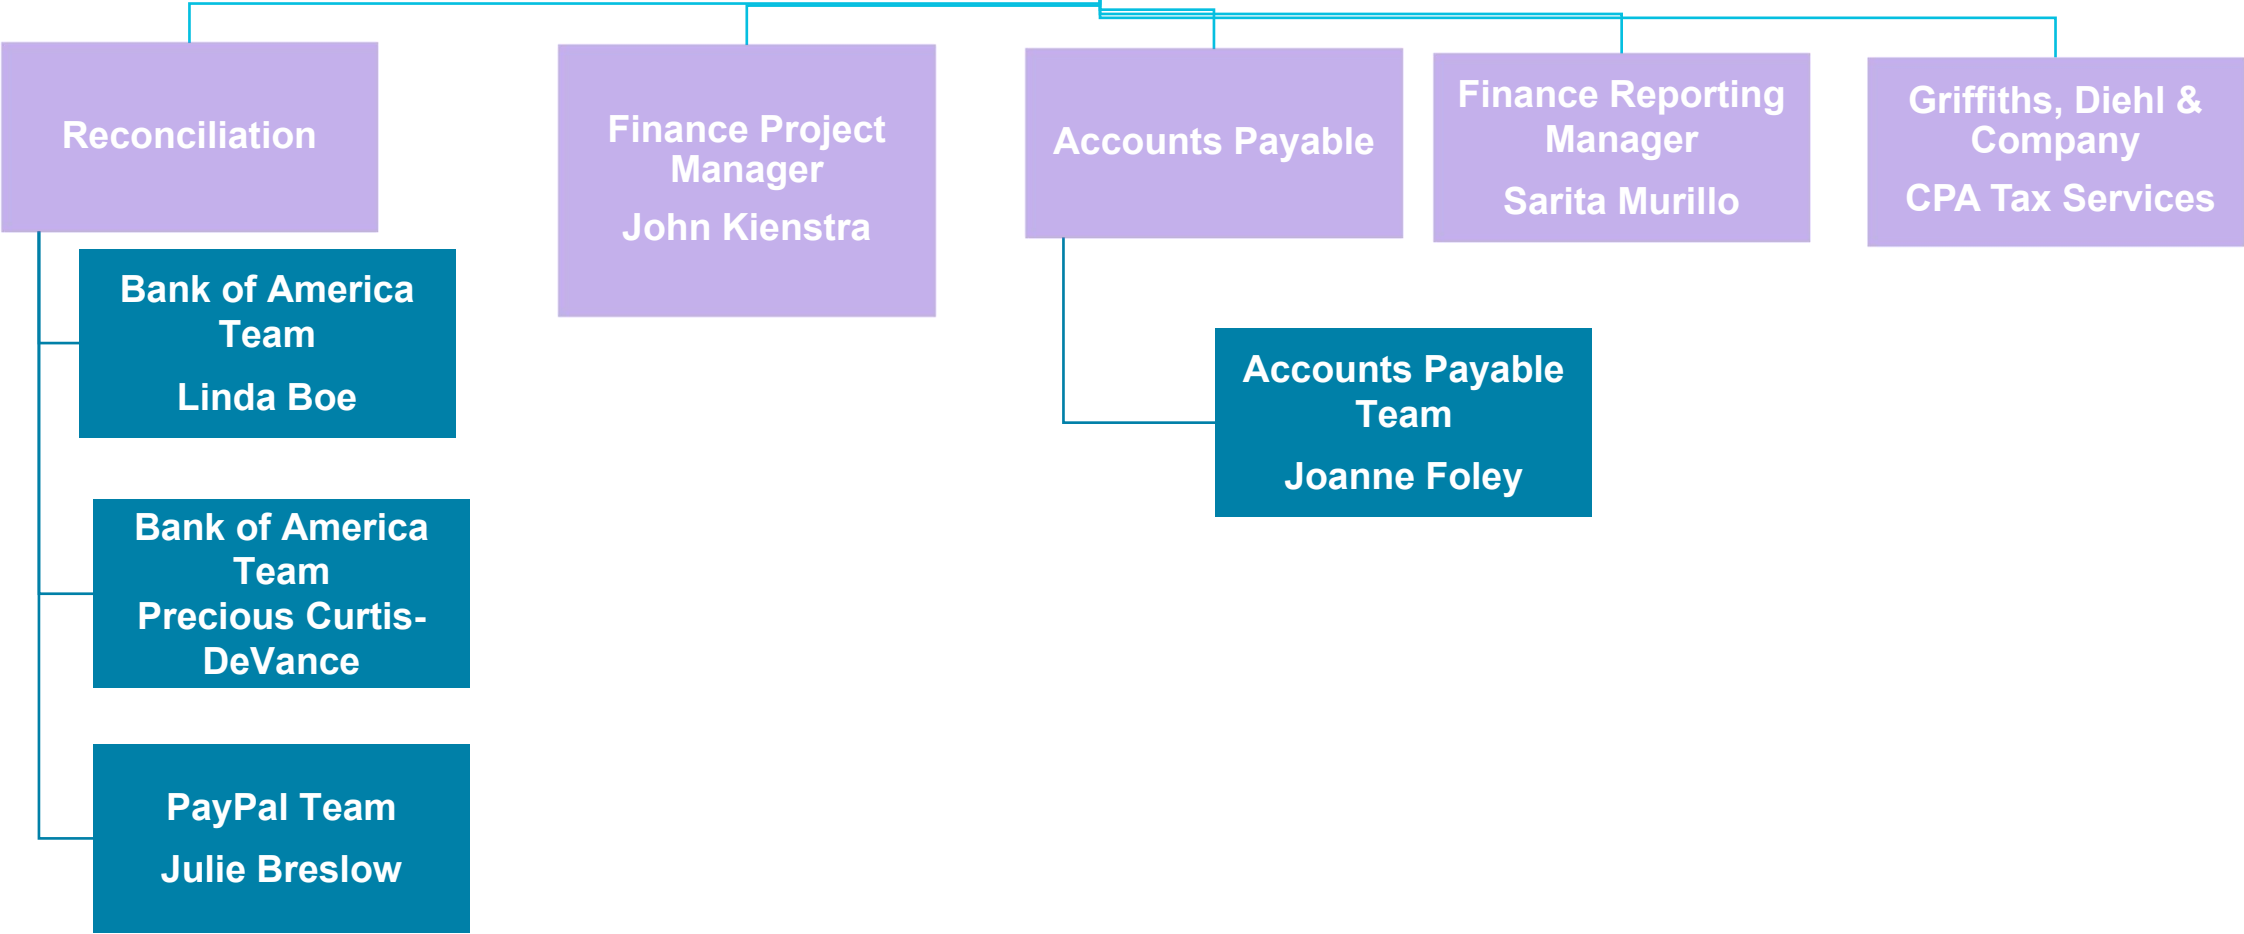 Reconciliation
Finance Project
Manager
John Kienstra
Accounts Payable
Finance Reporting
Manager
Sarita Murillo
Griffiths, Diehl &
Company
CPA Tax Services
Bank of America
Team
Linda Boe
Bank of America
Team
Precious Curtis-
DeVance
PayPal Team
Julie Breslow
Accounts Payable
Team
Joanne Foley